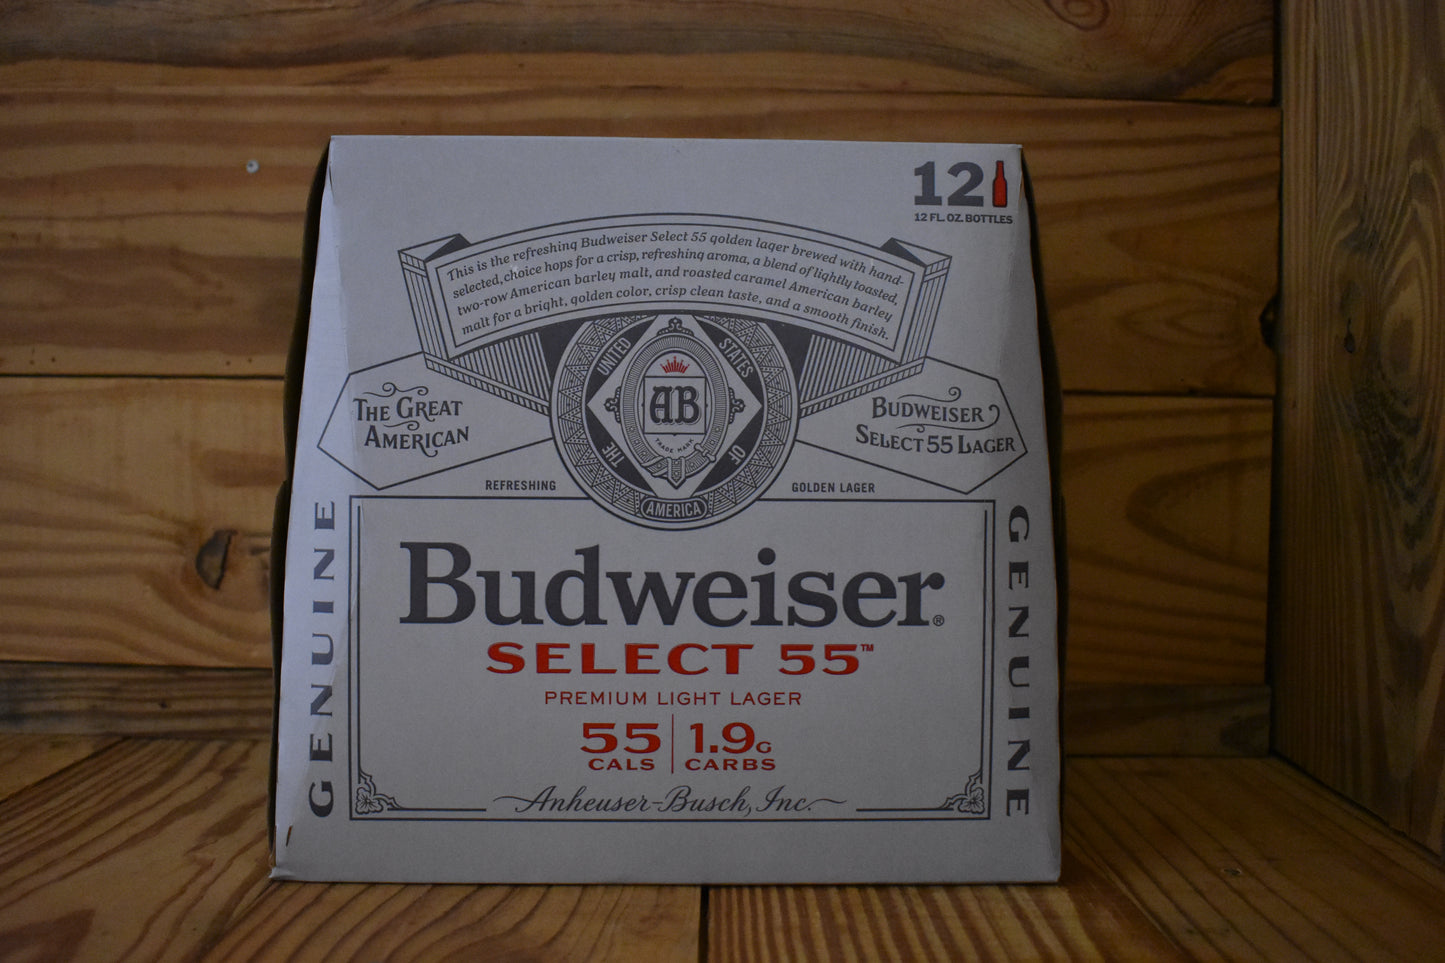 12
12 FL. OZ. BOTTLES
This is the refreshing Budweiser Select 55 golden lager brewed with hand-
selected, choice hops for a crisp, refreshing aroma, a blend of lightly toasted,
two-row American barley malt, and roasted caramel American barley
malt for a bright, golden color, crisp clean taste, and a smooth finish.
THE UNITED STATES OF
AMERICA
AB
TRADE MARK
THE GREAT
AMERICAN
BUDWEISER
SELECT 55 LAGER
REFRESHING
GOLDEN LAGER
GENUINE
GENUINE
Budweiser®
SELECT 55™
PREMIUM LIGHT LAGER
55
CALS
1.9G
CARBS
Anheuser-Busch, Inc.